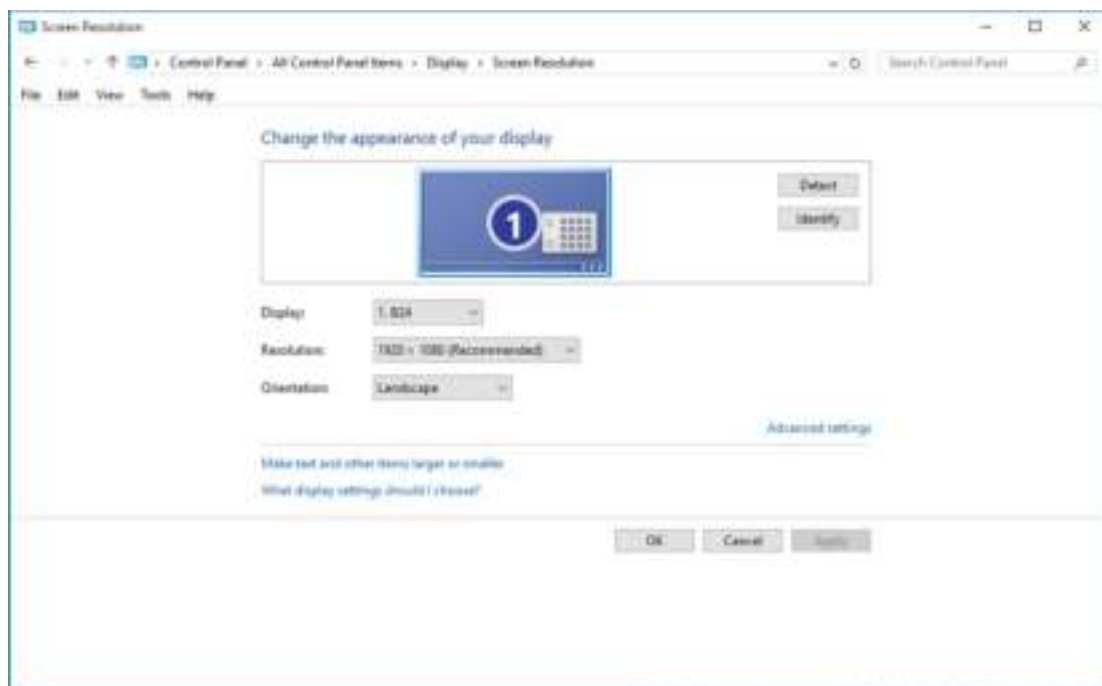 Screen Resolution
Control Panel › All Control Panel Items › Display › Screen Resolution
Search Control Panel
File Edit View Tools Help
Change the appearance of your display
1
Detect
Identify
Display: 1. B24
Resolution: 1920 × 1080 (Recommended)
Orientation: Landscape
Advanced settings
Make text and other items larger or smaller
What display settings should I choose?
OK Cancel Apply